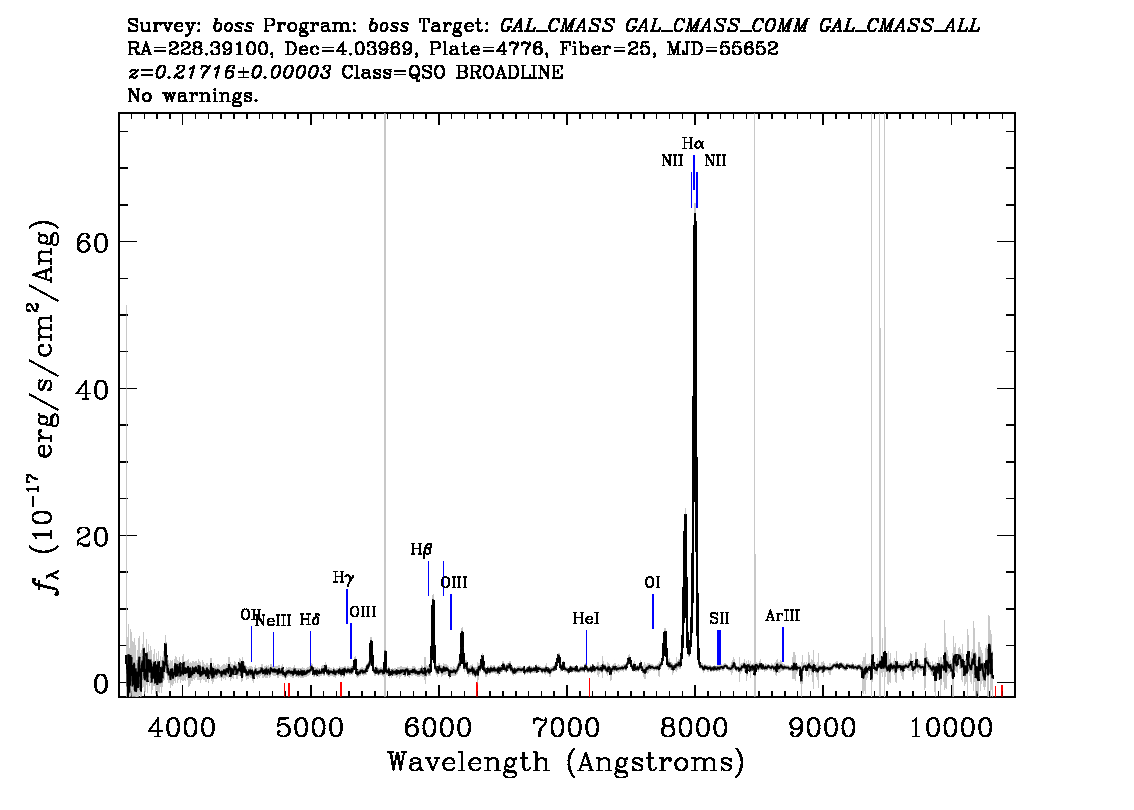 Survey: boss Program: boss Target: GAL_CMASS GAL_CMASS_COMM GAL_CMASS_ALL
RA=228.39100, Dec=4.03969, Plate=4776, Fiber=25, MJD=55652
z=0.21716±0.00003 Class=QSO BROADLINE
No warnings.
Hα
NII NII
60
40
20
0
Hβ
OIII
Hγ
OIII
OII NeIII Hδ
HeI
OI
SII
ArIII
4000 5000 6000 7000 8000 9000 10000
Wavelength (Angstroms)
fλ (10⁻¹⁷ erg/s/cm²/Ang)